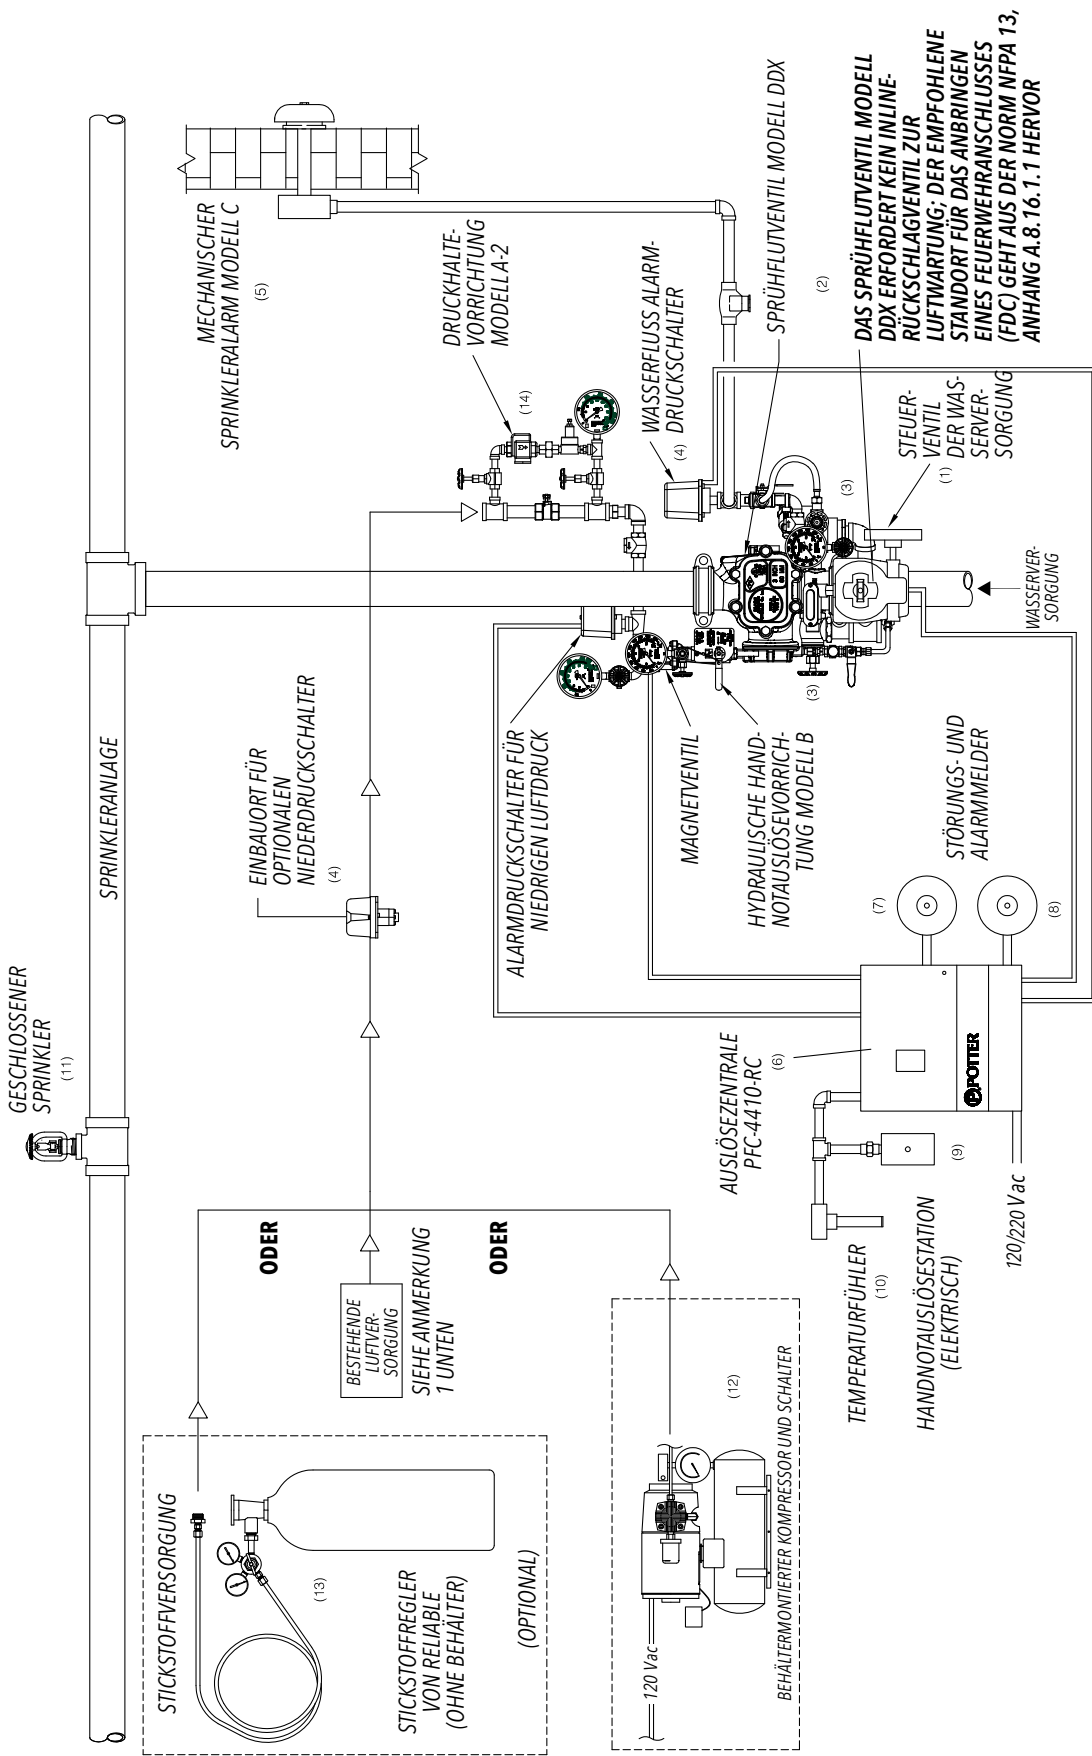 GESCHLOSSENER
SPRINKLER
(11)
SPRINKLERANLAGE
MECHANISCHER
SPRINKLERALARM MODELL C
(5)
STICKSTOFFVERSORGUNG
(13)
STICKSTOFFREGLER
VON RELIABLE
(OHNE BEHÄLTER)
(OPTIONAL)
ODER
BESTEHENDE
LUFTVER-
SORGUNG
SIEHE ANMERKUNG
1 UNTEN
ODER
EINBAUORT FÜR
OPTIONALEN
NIEDERDRUCKSCHALTER
(4)
DRUCKHALTE-
VORRICHTUNG
MODELL A-2
(14)
ALARMDRUCKSCHALTER FÜR
NIEDRIGEN LUFTDRUCK
WASSERFLUSS ALARM-
DRUCKSCHALTER
(4)
MAGNETVENTIL
SPRÜHFLUTVENTIL MODELL DDX
(2)
HYDRAULISCHE HAND-
NOTAUSLÖSEVORRICH-
TUNG MODELL B
(3)
(3)
DAS SPRÜHFLUTVENTIL MODELL
DDX ERFORDERT KEIN INLINE-
RÜCKSCHLAGVENTIL ZUR
LUFTWARTUNG; DER EMPFOHLENE
STANDORT FÜR DAS ANBRINGEN
EINES FEUERWEHRANSCHLUSSES
(FDC) GEHT AUS DER NORM NFPA 13,
ANHANG A.8.16.1.1 HERVOR
STEUER-
VENTIL
DER WAS-
SERVER-
SORGUNG
(1)
WASSERVER-
SORGUNG
120 Vac
(12)
BEHÄLTERMONTIERTER KOMPRESSOR UND SCHALTER
AUSLÖSEZENTRALE
PFC-4410-RC
(6)
POTTER
(7)
(8)
STÖRUNGS- UND
ALARMMELDER
TEMPERATURFÜHLER
(10)
(9)
HANDNOTAUSLÖSESTATION
(ELEKTRISCH)
120/220 V ac